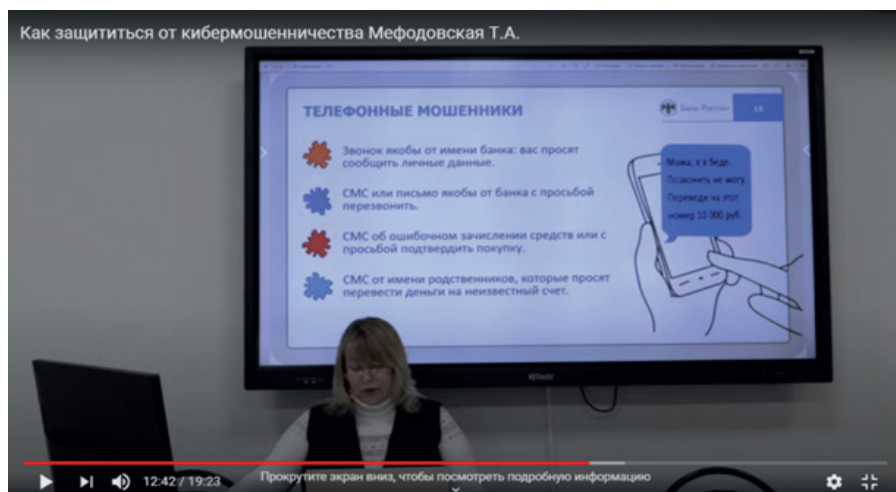 Как защититься от кибермошенничества Мефодовская Т.А.
ТЕЛЕФОННЫЕ МОШЕННИКИ
Банк России
18
Звонок якобы от имени банка: вас просят
сообщить личные данные.
СМС или письмо якобы от банка с просьбой
перезвонить.
СМС об ошибочном зачислении средств или с
просьбой подтвердить покупку.
СМС от имени родственников, которые просят
перевести деньги на неизвестный счет.
Мама, я в беде.
Позвонить не могу.
Переведи на этот
номер 10 000 руб.
12:42 / 19:23
Прокрутите экран вниз, чтобы посмотреть подробную информацию